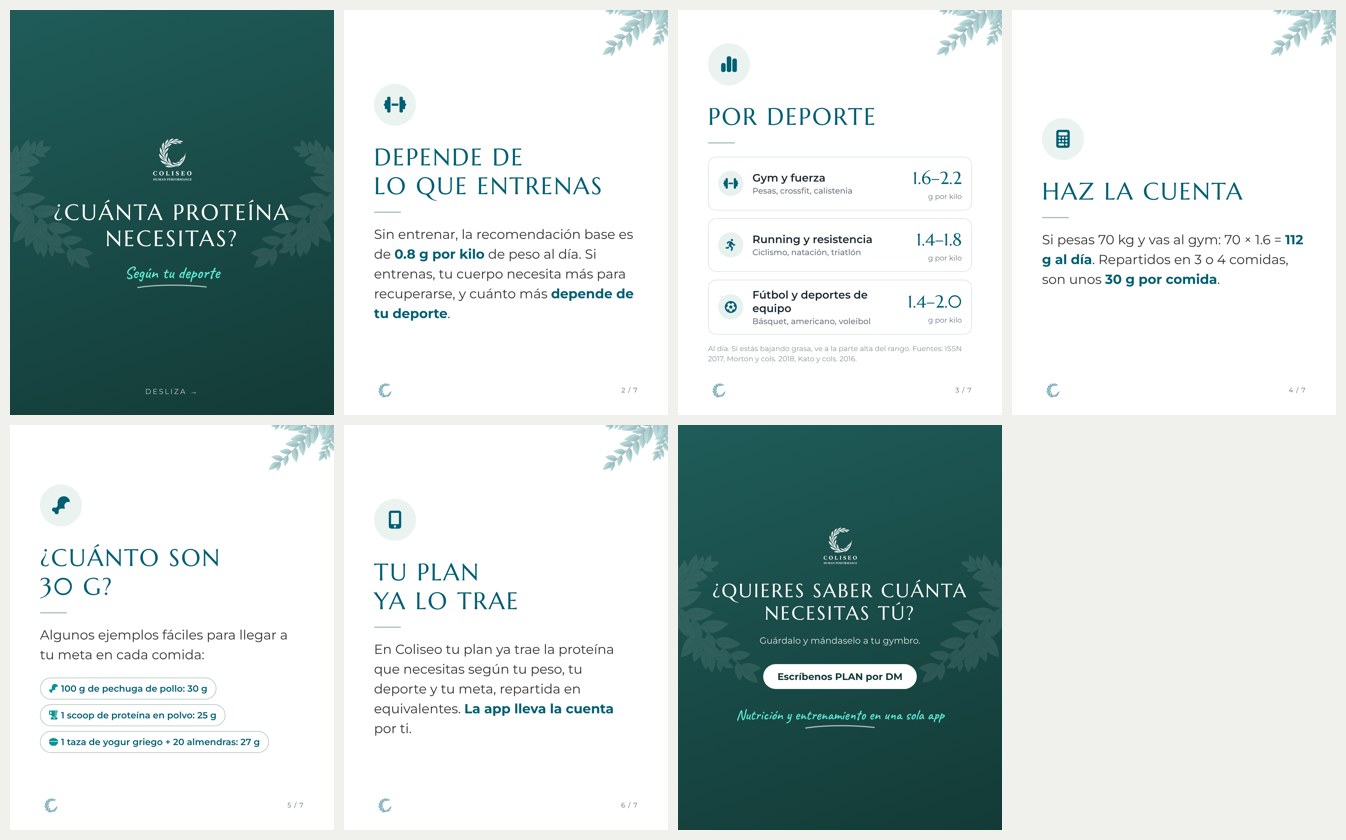 COLISEO
HUMAN PERFORMANCE
¿CUÁNTA PROTEÍNA
NECESITAS?
Según tu deporte
DESLIZA →
DEPENDE DE
LO QUE ENTRENAS
Sin entrenar, la recomendación base es
de 0.8 g por kilo de peso al día. Si
entrenas, tu cuerpo necesita más para
recuperarse, y cuánto más depende de
tu deporte.
2 / 7
POR DEPORTE
Gym y fuerza
Pesas, crossfit, calistenia
1.6–2.2
g por kilo
Running y resistencia
Ciclismo, natación, triatlón
1.4–1.8
g por kilo
Fútbol y deportes de
equipo
Básquet, americano, voleibol
1.4–2.0
g por kilo
Al día. Si estás bajando grasa, ve a la parte alta del rango. Fuentes: ISSN
2017, Morton y cols. 2018, Kato y cols. 2016.
3 / 7
HAZ LA CUENTA
Si pesas 70 kg y vas al gym: 70 × 1.6 = 112
g al día. Repartidos en 3 o 4 comidas,
son unos 30 g por comida.
4 / 7
¿CUÁNTO SON
30 G?
Algunos ejemplos fáciles para llegar a
tu meta en cada comida:
100 g de pechuga de pollo: 30 g
1 scoop de proteína en polvo: 25 g
1 taza de yogur griego + 20 almendras: 27 g
5 / 7
TU PLAN
YA LO TRAE
En Coliseo tu plan ya trae la proteína
que necesitas según tu peso, tu
deporte y tu meta, repartida en
equivalentes. La app lleva la cuenta
por ti.
6 / 7
COLISEO
HUMAN PERFORMANCE
¿QUIERES SABER CUÁNTA
NECESITAS TÚ?
Guárdalo y mándaselo a tu gymbro.
Escríbenos PLAN por DM
Nutrición y entrenamiento en una sola app